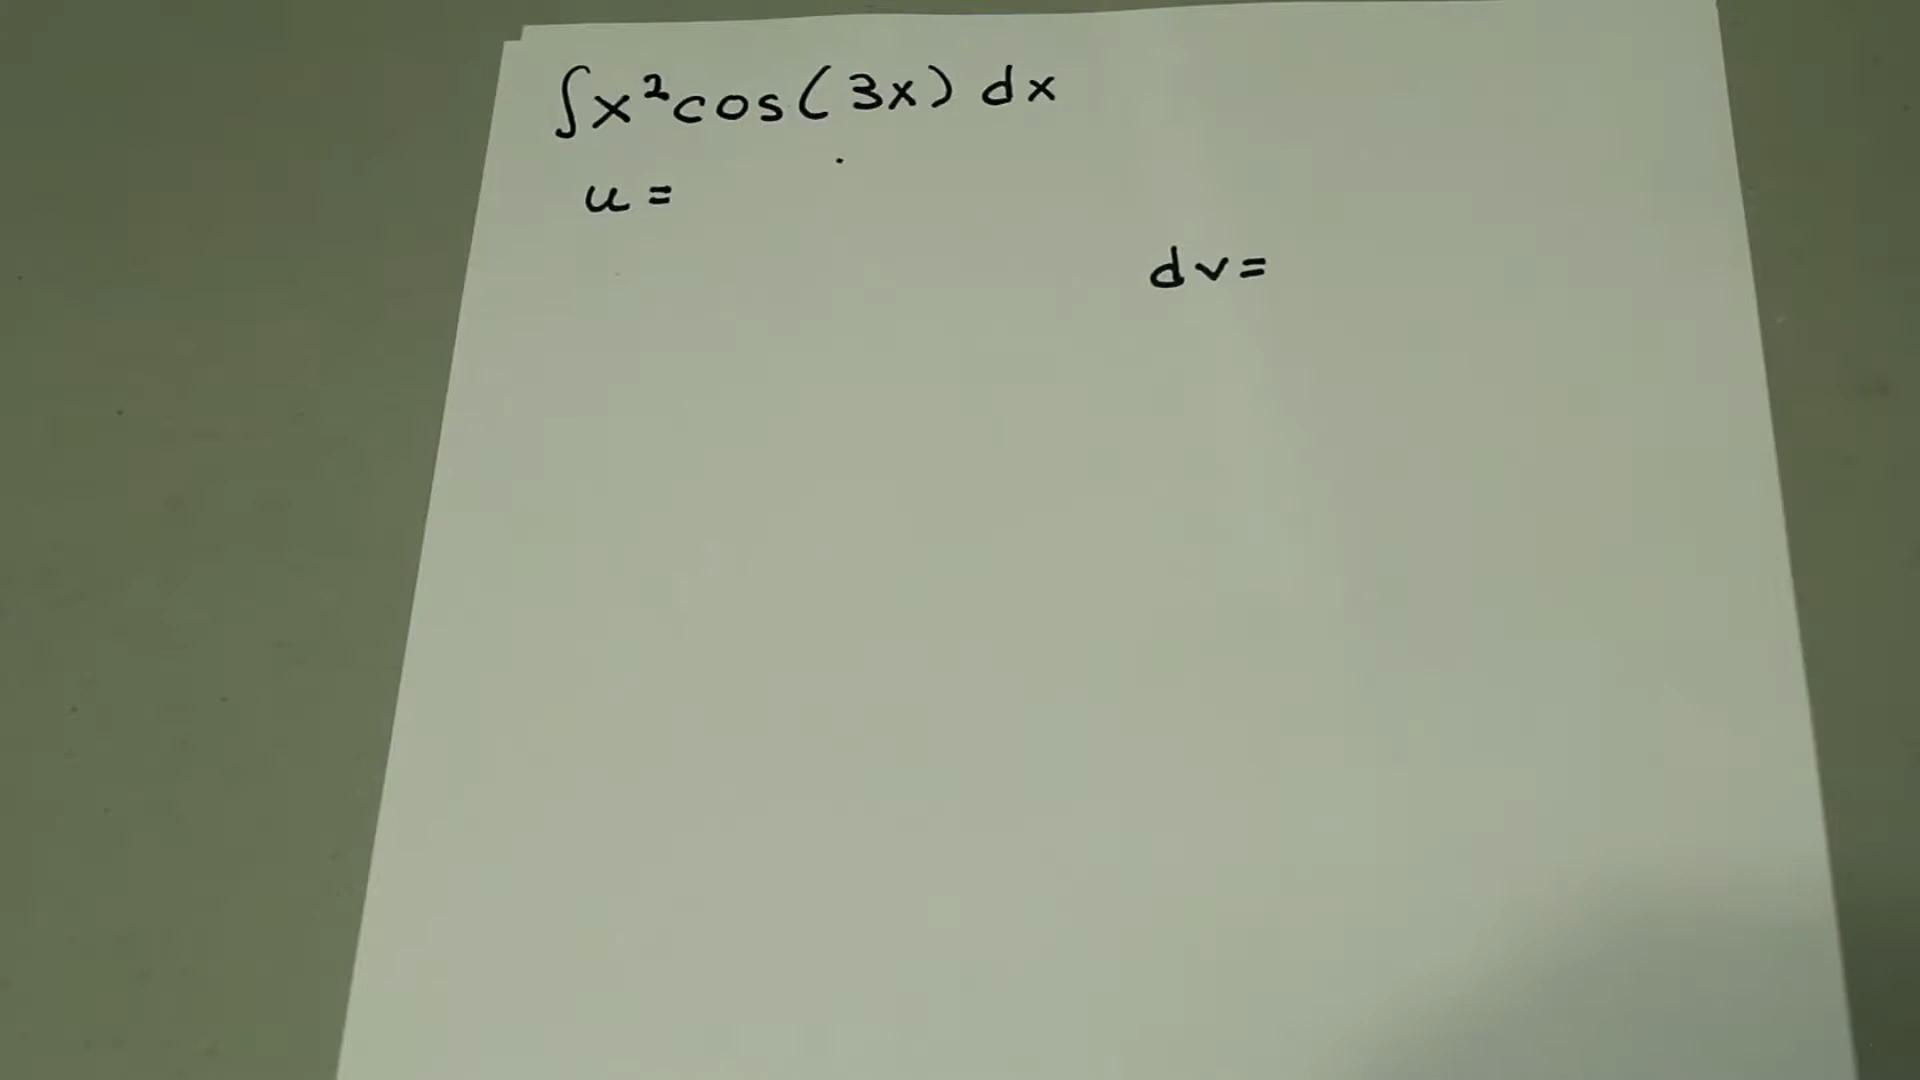 ∫x²cos(3x) dx
u =
dv=